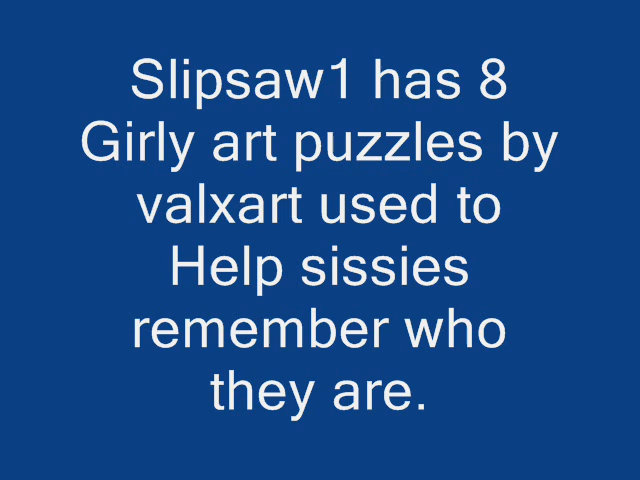 Slipsaw1 has 8
Girly art puzzles by
valxart used to
Help sissies
remember who
they are.